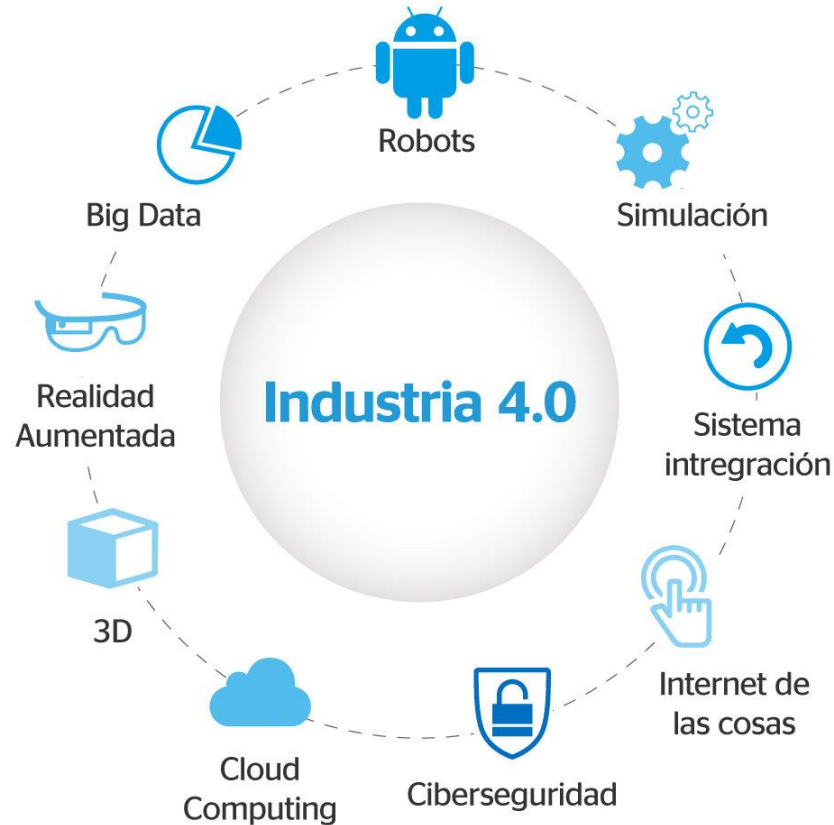 Robots
Big Data
Simulación
Realidad
Aumentada
Industria 4.0
Sistema
intregración
3D
Internet de
las cosas
Cloud
Computing
Ciberseguridad